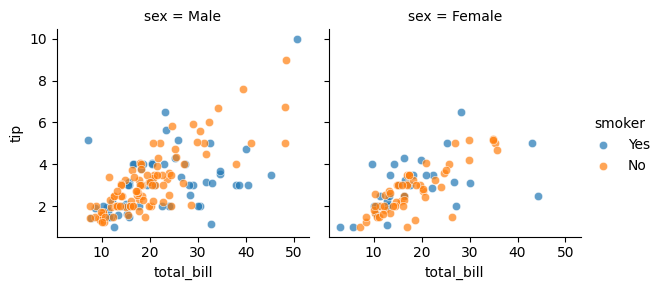 sex = Male
sex = Female
10
8
6
4
2
tip
10
20
30
40
50
total_bill
10
20
30
40
50
total_bill
smoker
Yes
No